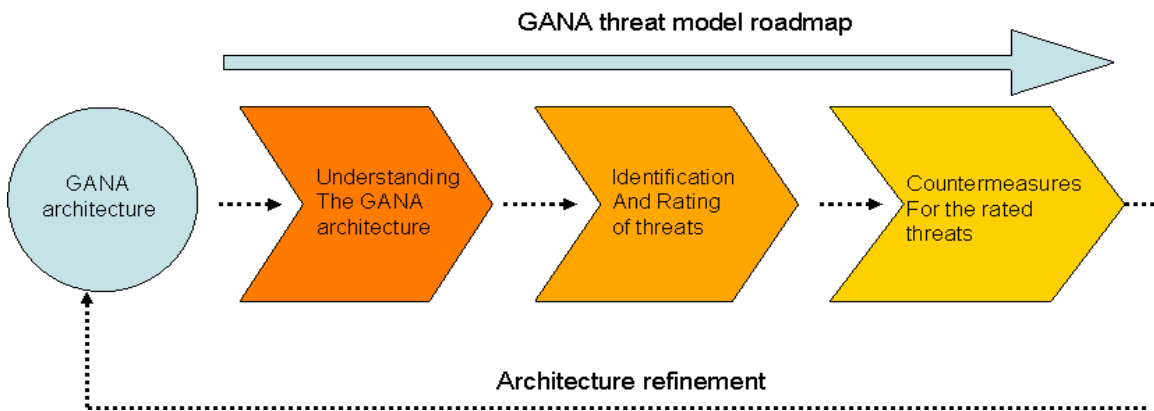 GANA threat model roadmap
GANA
architecture
Understanding
The GANA
architecture
Identification
And Rating
of threats
Countermeasures
For the rated
threats
Architecture refinement